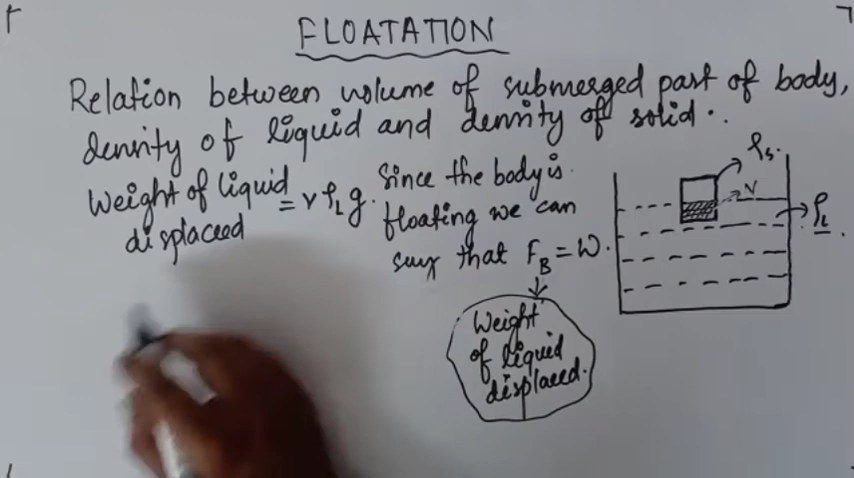 FLOATATION
Relation between volume of submerged part of body,
density of liquid and density of solid.
Weight of liquid
displaced
= v ρL g.
Since the body is
floating we can
say that FB = W.
Weight
of liquid
displaced.
ρs.
v
ρL